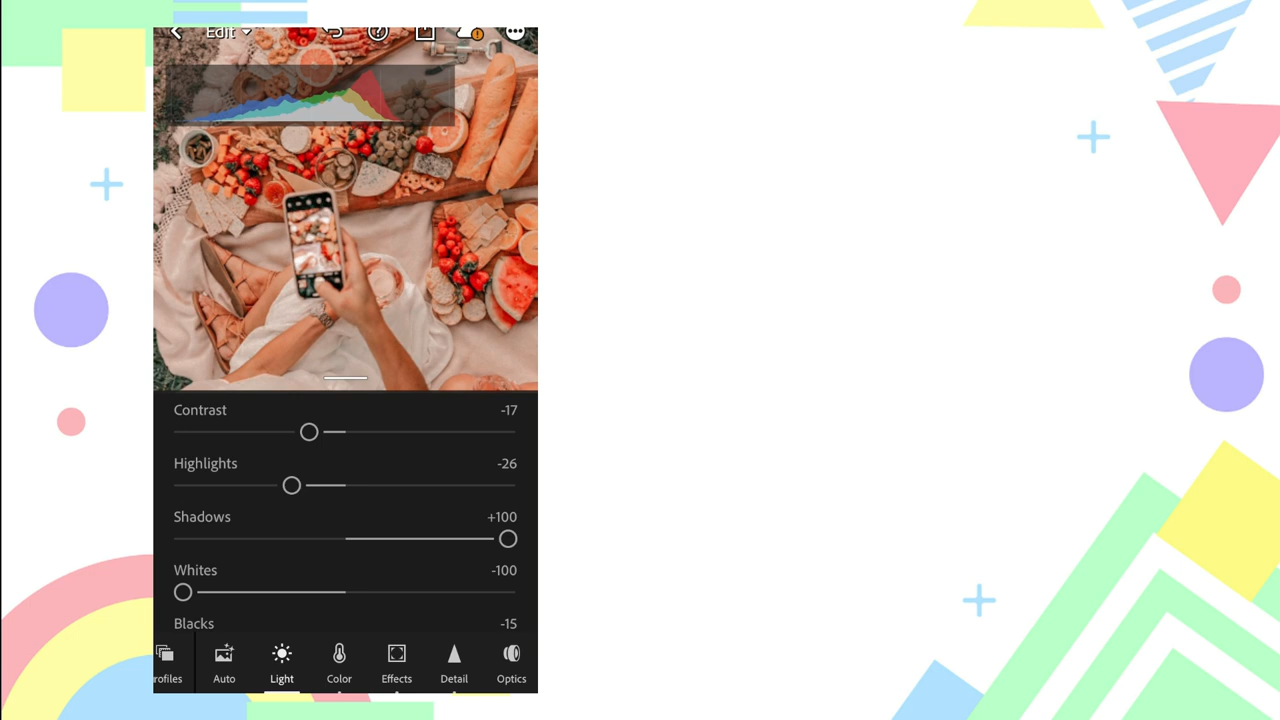 Edit
Contrast -17
Highlights -26
Shadows +100
Whites -100
Blacks -15
rofiles Auto Light Color Effects Detail Optics